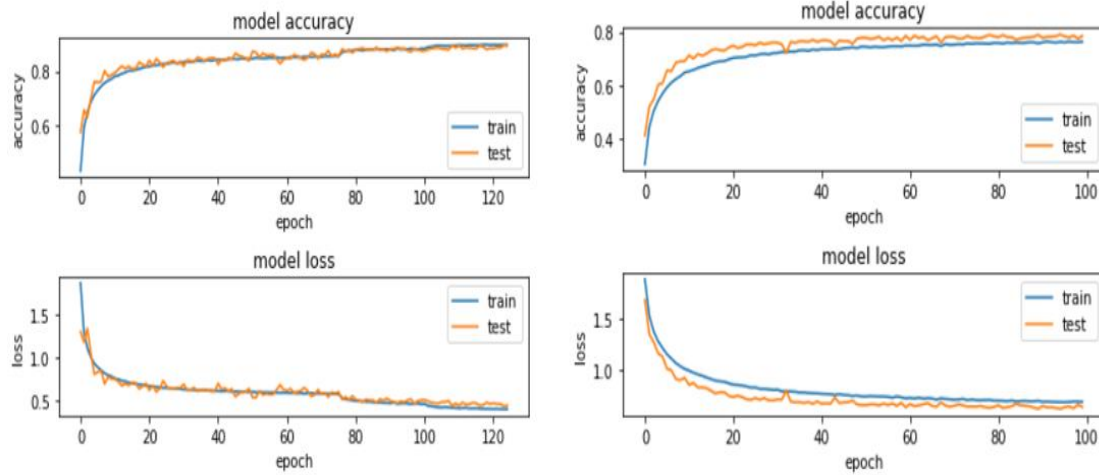 model accuracy
0.8
0.6
accuracy
train
test
0 20 40 60 80 100 120
epoch
model loss
1.5
1.0
0.5
loss
train
test
0 20 40 60 80 100 120
epoch
model accuracy
0.8
0.6
0.4
accuracy
train
test
0 20 40 60 80 100
epoch
model loss
1.5
1.0
loss
train
test
0 20 40 60 80 100
epoch